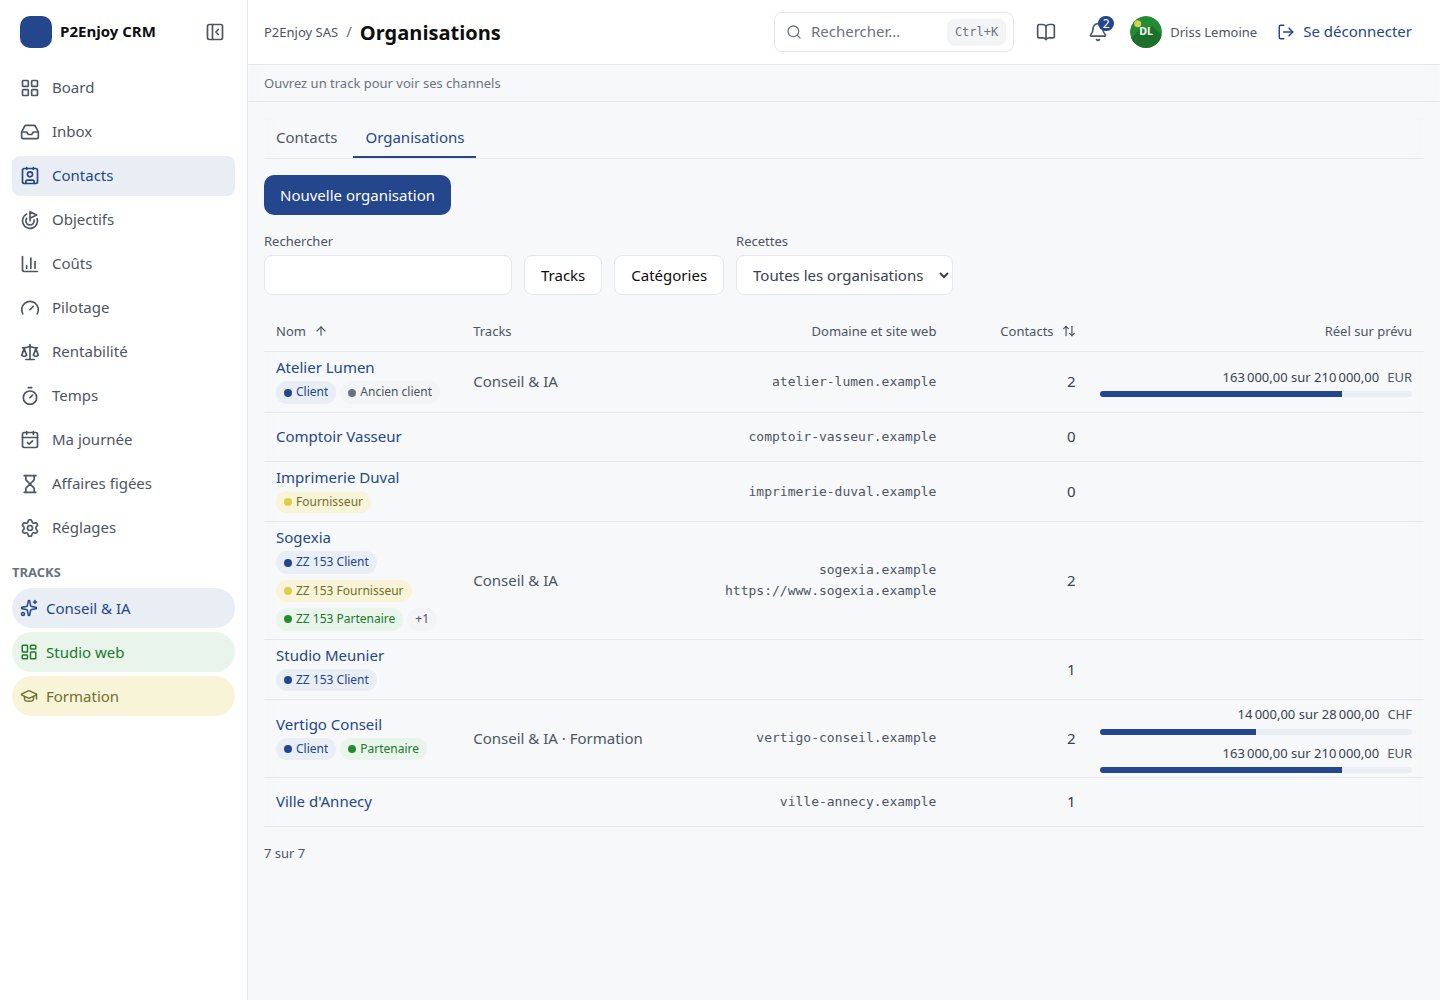 P2Enjoy CRM
Board
Inbox
Contacts
Objectifs
Coûts
Pilotage
Rentabilité
Temps
Ma journée
Affaires figées
Réglages
TRACKS
Conseil & IA
Studio web
Formation
P2Enjoy SAS / Organisations
Rechercher... Ctrl+K
2
DL Driss Lemoine
Se déconnecter
Ouvrez un track pour voir ses channels
Contacts Organisations
Nouvelle organisation
Rechercher Recettes
Tracks Catégories Toutes les organisations
Nom Tracks Domaine et site web Contacts Réel sur prévu
Atelier Lumen
Client Ancien client
Conseil & IA atelier-lumen.example 2
163 000,00 sur 210 000,00 EUR
Comptoir Vasseur comptoir-vasseur.example 0
Imprimerie Duval
Fournisseur
imprimerie-duval.example 0
Sogexia
ZZ 153 Client
ZZ 153 Fournisseur
ZZ 153 Partenaire +1
Conseil & IA
sogexia.example
https://www.sogexia.example
2
Studio Meunier
ZZ 153 Client
1
Vertigo Conseil
Client Partenaire
Conseil & IA · Formation vertigo-conseil.example 2
14 000,00 sur 28 000,00 CHF
163 000,00 sur 210 000,00 EUR
Ville d'Annecy ville-annecy.example 1
7 sur 7